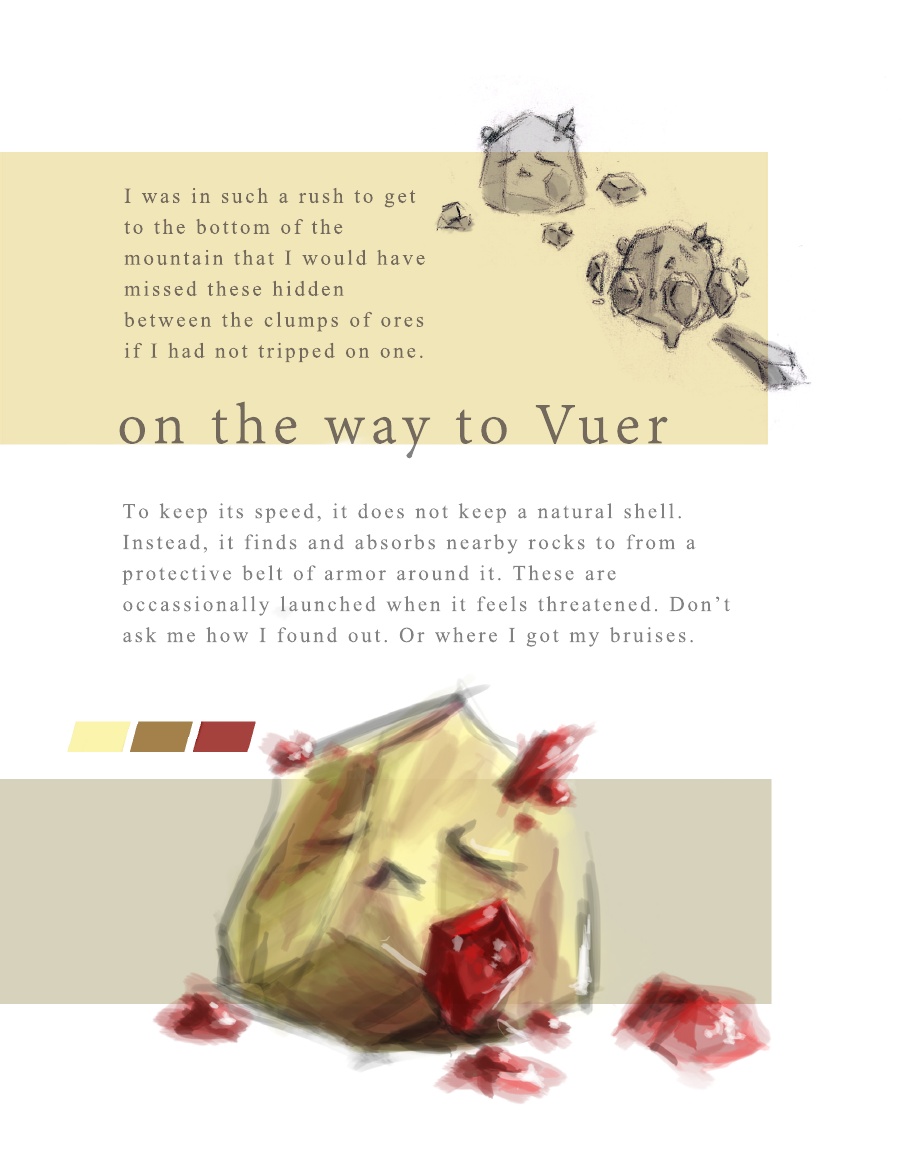 I was in such a rush to get
to the bottom of the
mountain that I would have
missed these hidden
between the clumps of ores
if I had not tripped on one.
on the way to Vuer
To keep its speed, it does not keep a natural shell.
Instead, it finds and absorbs nearby rocks to from a
protective belt of armor around it. These are
occassionally launched when it feels threatened. Don’t
ask me how I found out. Or where I got my bruises.